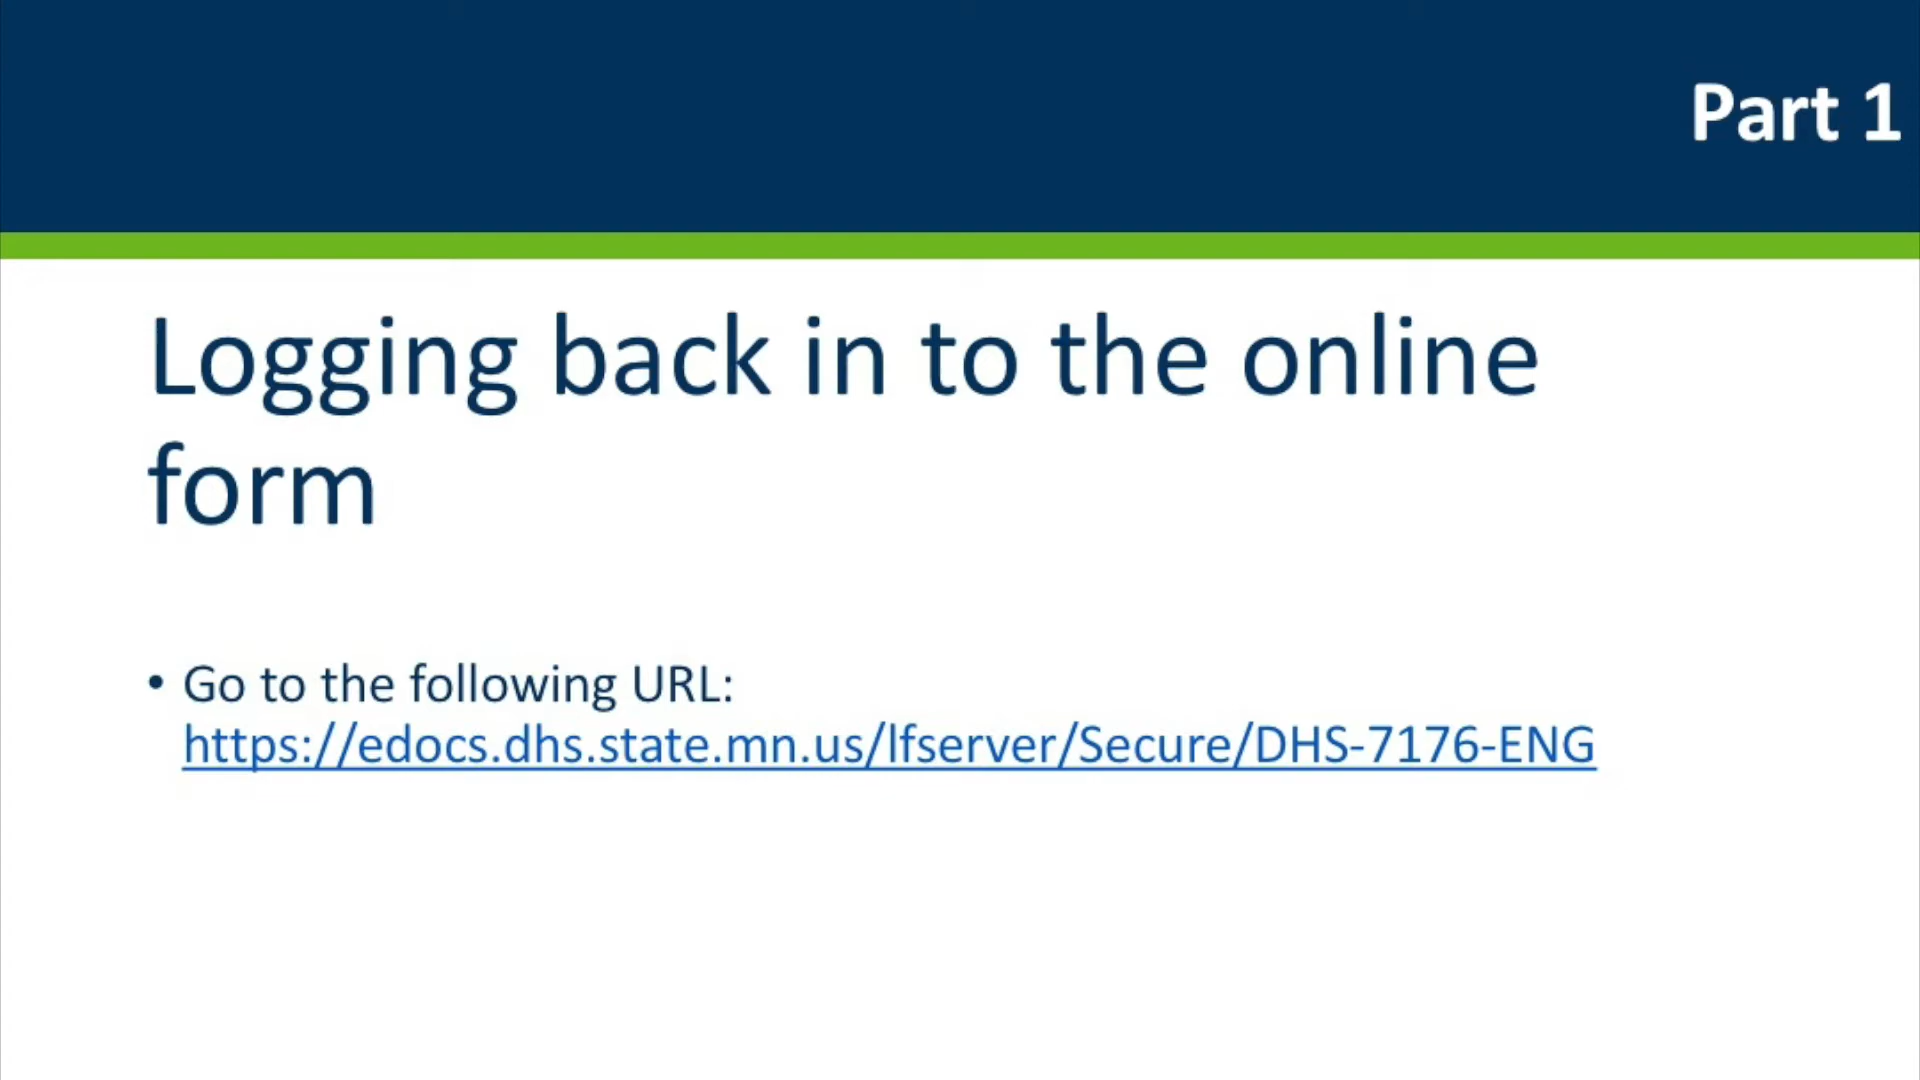 Part 1
Logging back in to the online
form
• Go to the following URL:
https://edocs.dhs.state.mn.us/lfserver/Secure/DHS-7176-ENG